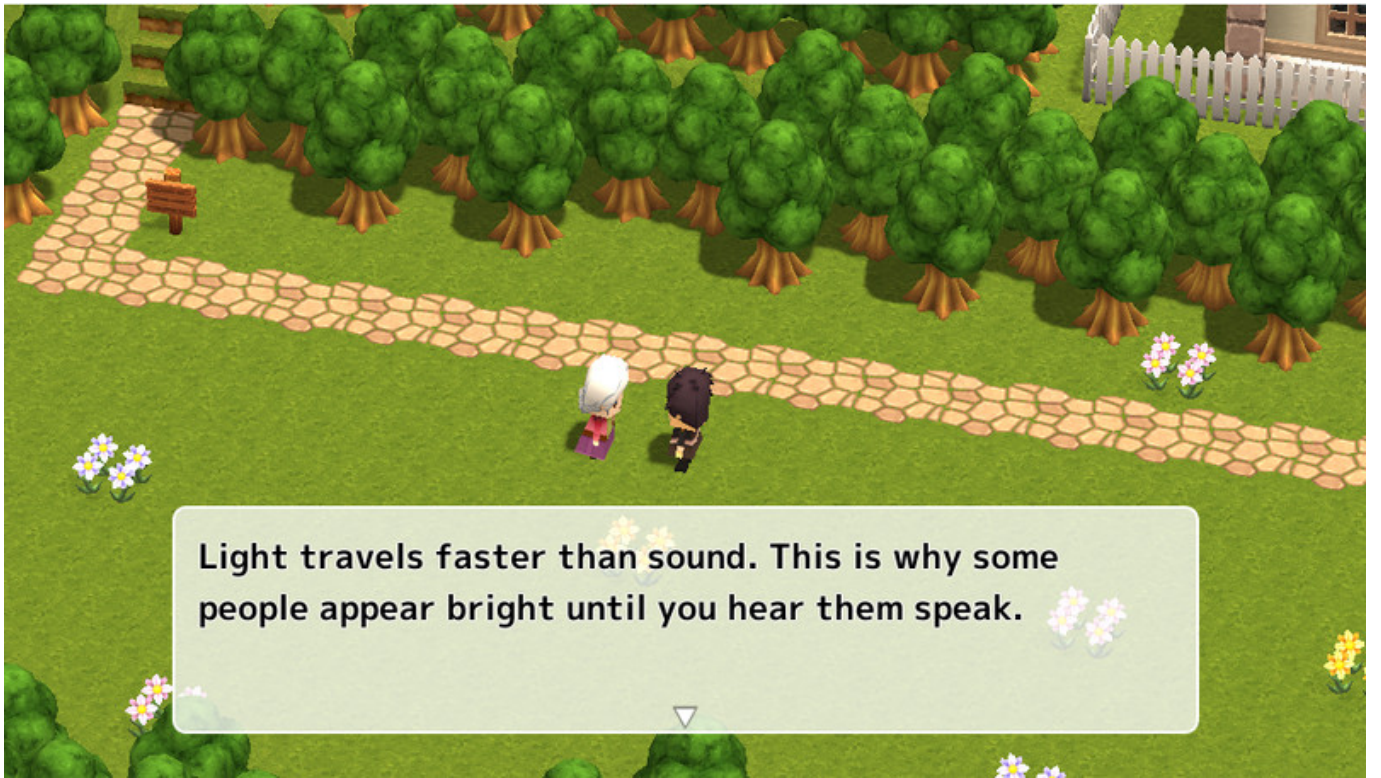 Light travels faster than sound. This is why some
people appear bright until you hear them speak.